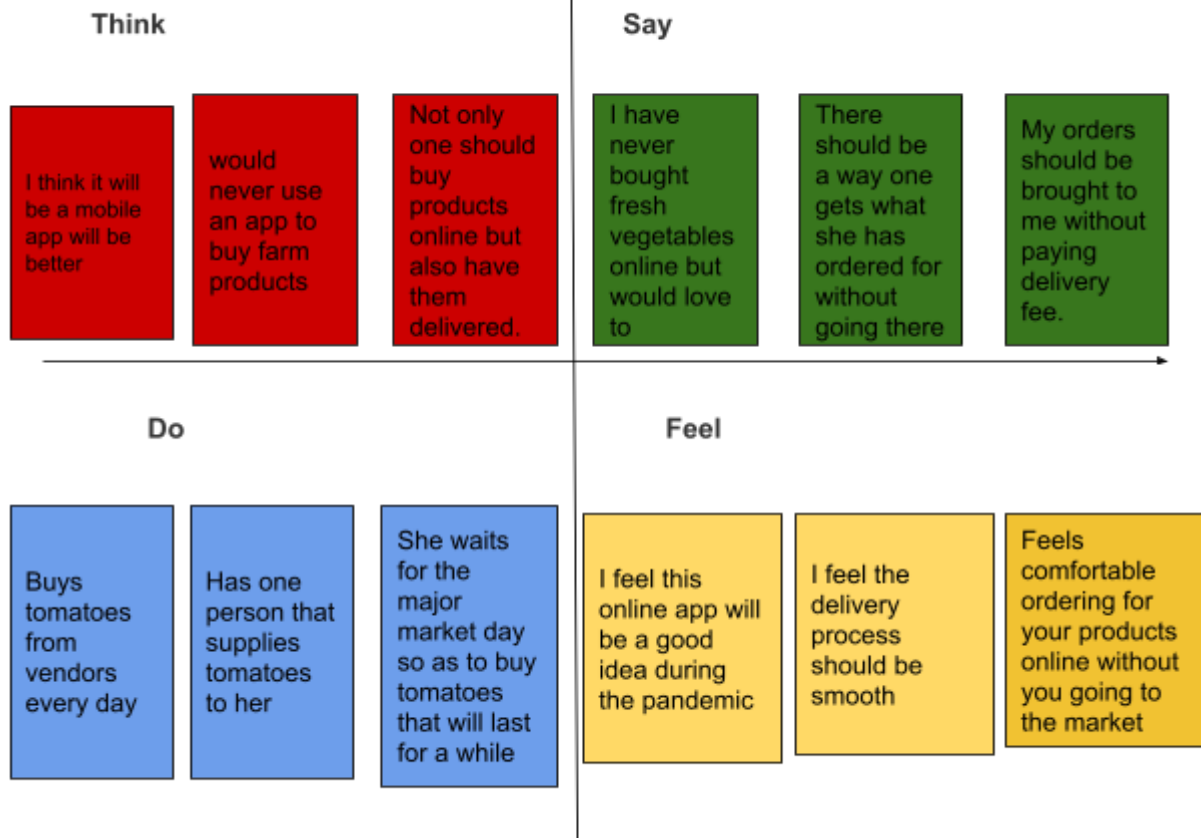 Think
Say
I think it will
be a mobile
app will be
better
would
never use
an app to
buy farm
products
Not only
one should
buy
products
online but
also have
them
delivered.
I have
never
bought
fresh
vegetables
online but
would love
to
There
should be
a way one
gets what
she has
ordered for
without
going there
My orders
should be
brought to
me without
paying
delivery
fee.
Do
Feel
Buys
tomatoes
from
vendors
every day
Has one
person that
supplies
tomatoes
to her
She waits
for the
major
market day
so as to buy
tomatoes
that will last
for a while
I feel this
online app will
be a good
idea during
the pandemic
I feel the
delivery
process
should be
smooth
Feels
comfortable
ordering for
your products
online without
you going to
the market